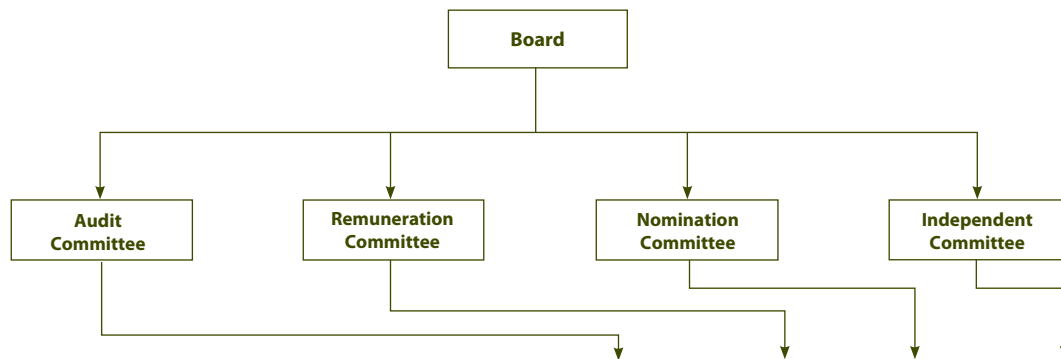 Board
Audit
Committee
Remuneration
Committee
Nomination
Committee
Independent
Committee